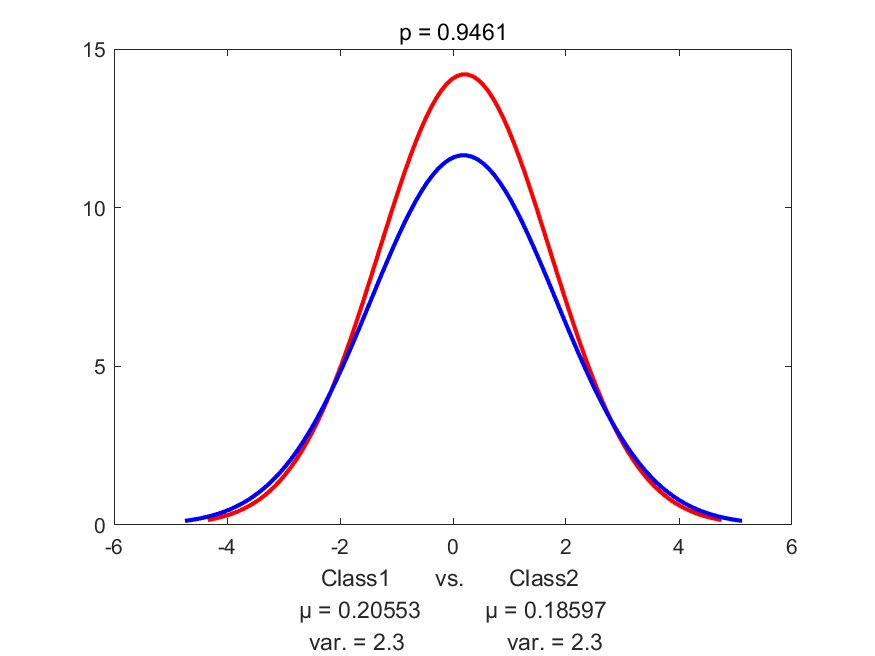 p = 0.9461
15
10
5
0
-6 -4 -2 0 2 4 6
Class1 vs. Class2
μ = 0.20553 μ = 0.18597
var. = 2.3 var. = 2.3